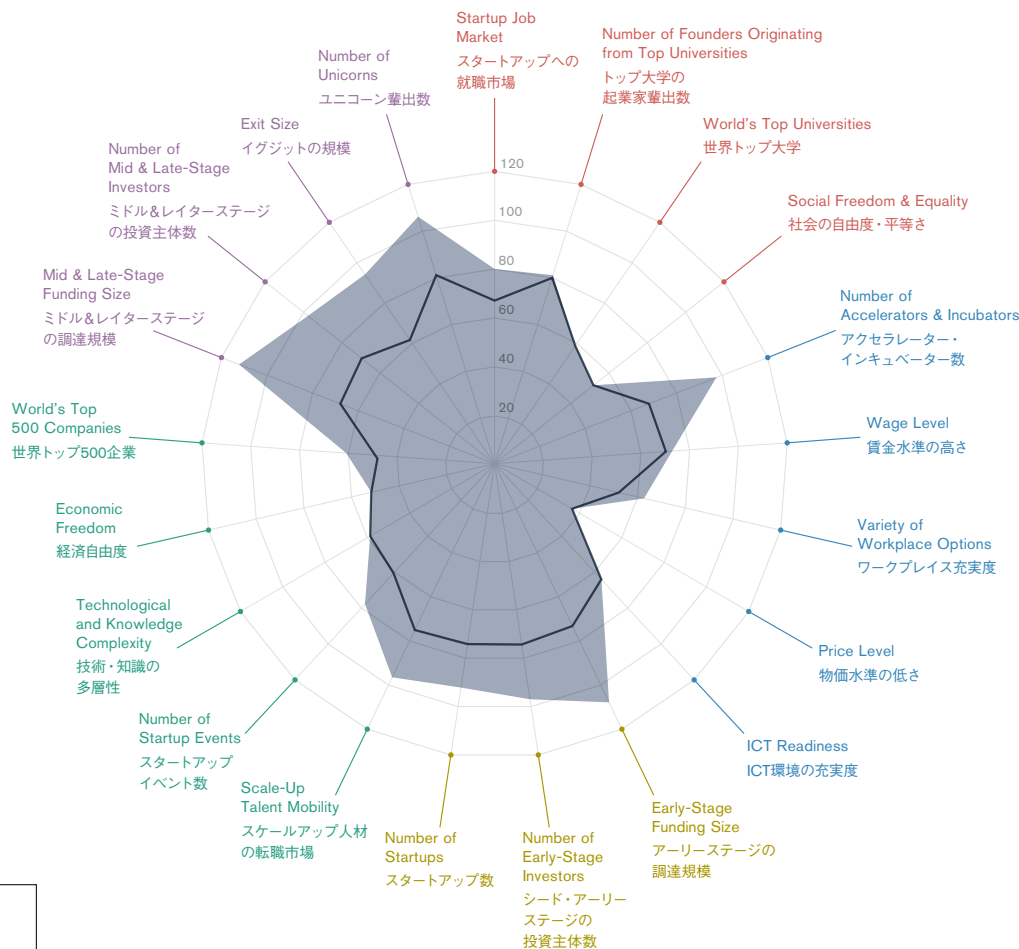 Startup Job
Market
スタートアップへの
就職市場
Number of Founders Originating
from Top Universities
トップ大学の
起業家輩出数
World's Top Universities
世界トップ大学
Social Freedom & Equality
社会の自由度・平等さ
Number of
Accelerators & Incubators
アクセラレーター・
インキュベーター数
Wage Level
賃金水準の高さ
Variety of
Workplace Options
ワークプレイス充実度
Price Level
物価水準の低さ
ICT Readiness
ICT環境の充実度
Early-Stage
Funding Size
アーリーステージの
調達規模
Number of
Early-Stage
Investors
シード・アーリー
ステージの
投資主体数
Number of
Startups
スタートアップ数
Scale-Up
Talent Mobility
スケールアップ人材
の転職市場
Number of
Startup Events
スタートアップ
イベント数
Technological
and Knowledge
Complexity
技術・知識の
多層性
Economic
Freedom
経済自由度
World's Top
500 Companies
世界トップ500企業
Mid & Late-Stage
Funding Size
ミドル&レイターステージ
の調達規模
Number of
Mid & Late-Stage
Investors
ミドル&レイターステージ
の投資主体数
Exit Size
イグジットの規模
Number of
Unicorns
ユニコーン輩出数
120
100
80
60
40
20